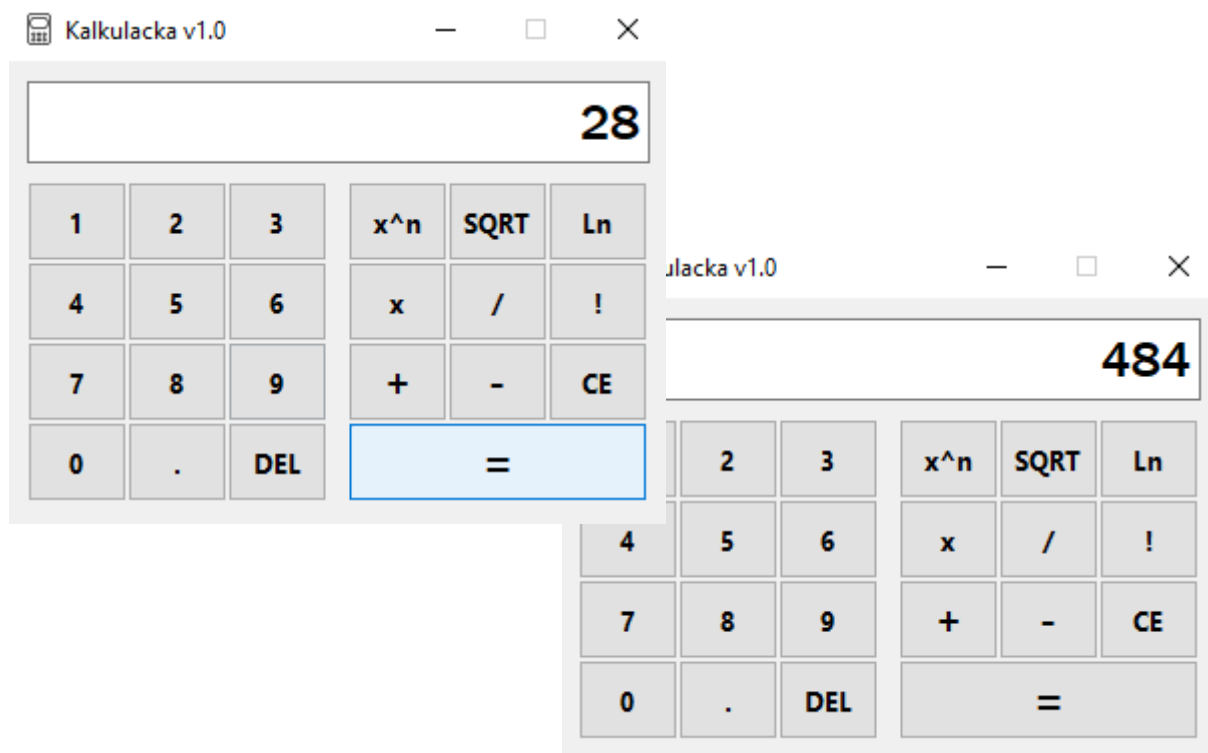 Kalkulacka v1.0
28
1 2 3 x^n SQRT Ln
4 5 6 x / !
7 8 9 + - CE
0 . DEL =
ulacka v1.0
484
2 3 x^n SQRT Ln
4 5 6 x / !
7 8 9 + - CE
0 . DEL =